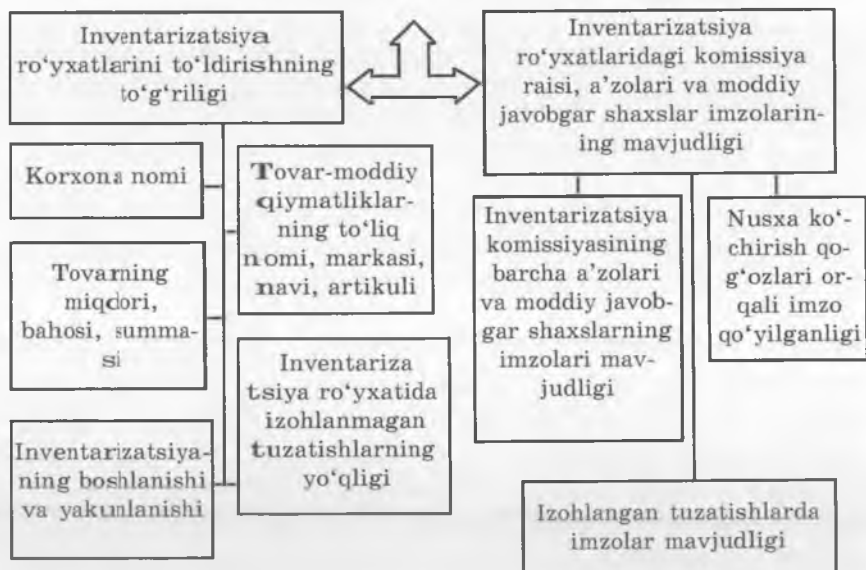 Inventarizatsiya
ro‘yxatlarini to‘ldirishning
to‘g‘riligi
Korxona nomi
Tovarning
miqdori,
bahosi, summa-
si
Inventarizatsiya-
ning boshlanishi
va yakunlanishi
Tovar-moddiy
qiymatliklar-
ning to‘liq
nomi, markasi,
navi, artikuli
Inventariza
tsiya ro‘yxatida
izohlanmagan
tuzatishlarning
yo‘qligi
Inventarizatsiya
ro‘yxatlaridagi komissiya
raisi, a’zolari va moddiy
javobgar shaxslar imzolarin-
ing mavjudligi
Inventarizatsiya
komissiyasining
barcha a’zolari
va moddiy javob-
gar shaxslarning
imzolari mav-
judligi
Nusxa ko‘-
chirish qo-
g‘ozlari or-
qali imzo
qo‘yilganligi
Izohlangan tuzatishlarda
imzolar mavjudligi